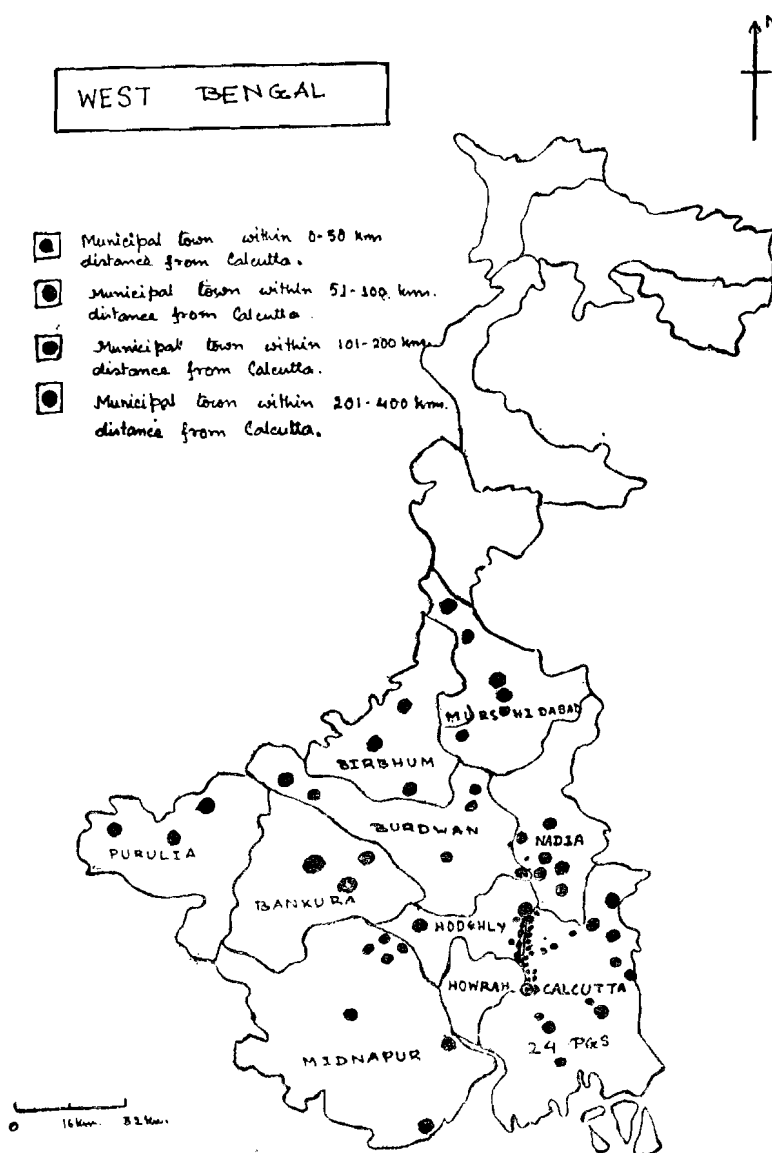 N
WEST BENGAL
Municipal town within 0-50 km
distance from Calcutta.
Municipal town within 51-100. km.
distance from Calcutta.
Municipal town within 101-200 kms.
distance from Calcutta.
Municipal town within 201-400 kms.
distance from Calcutta.
MURSHIDABAD
BIRBHUM
BURDWAN
NADIA
PURULIA
BANKURA
HOOGHLY
HOWRAH
CALCUTTA
24 PGS
MIDNAPUR
0 16km. 32km.